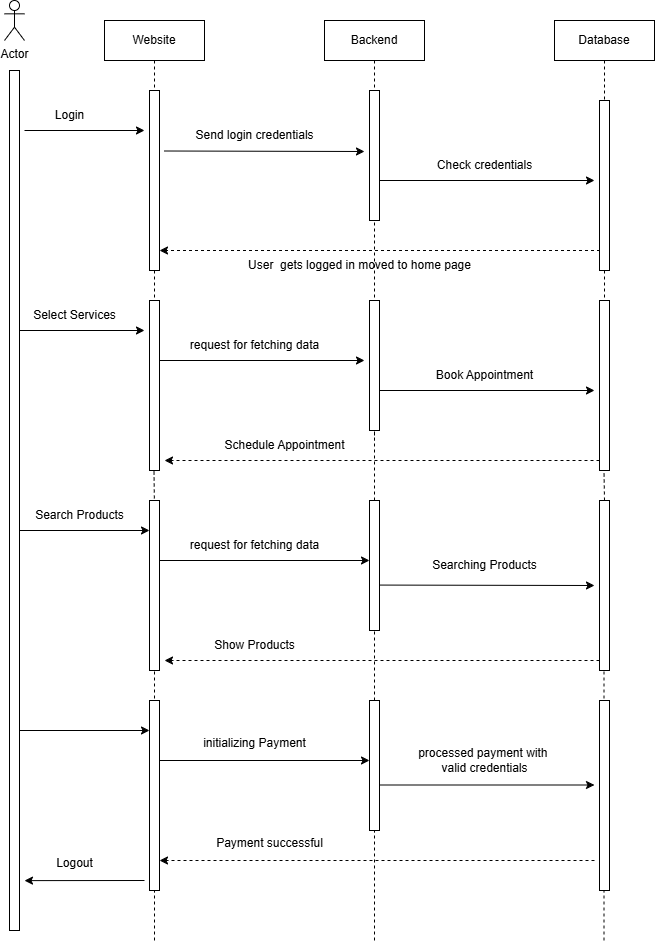 Actor
Website
Backend
Database
Login
Send login credentials
Check credentials
User gets logged in moved to home page
Select Services
request for fetching data
Book Appointment
Schedule Appointment
Search Products
request for fetching data
Searching Products
Show Products
initializing Payment
processed payment with
valid credentials
Payment successful
Logout